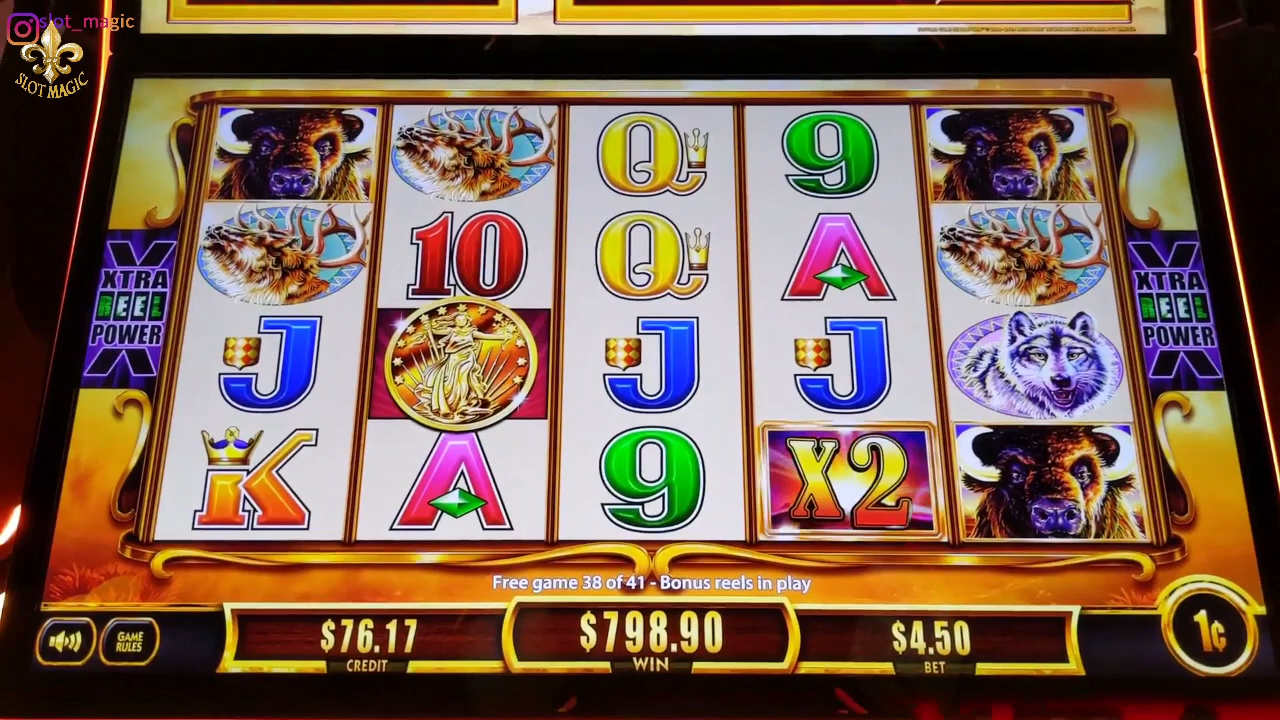 slot_magic
SLOT MAGIC
Q 9
10 Q A
XTRA REEL POWER
J J J
XTRA REEL POWER
K A 9 X2
Free game 38 of 41 - Bonus reels in play
GAME RULES
$76.17
CREDIT
$798.90
WIN
$4.50
BET
1¢